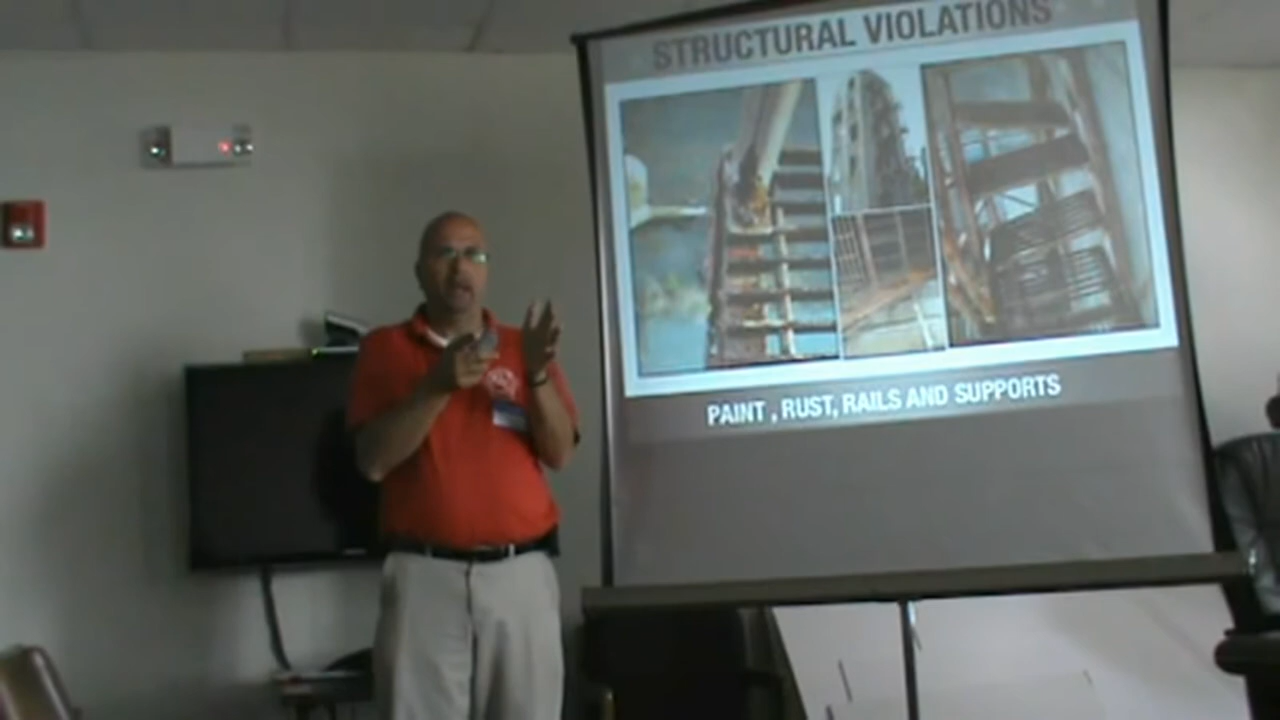 STRUCTURAL VIOLATIONS
PAINT , RUST, RAILS AND SUPPORTS